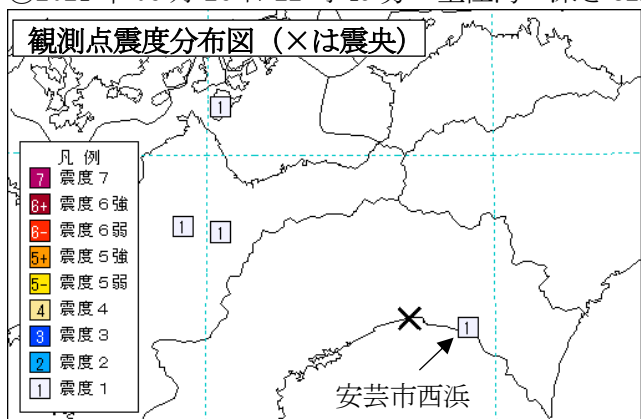 観測点震度分布図（×は震央）
1
1
1
凡 例
7 震度７
6+ 震度６強
6- 震度６弱
5+ 震度５強
5- 震度５弱
4 震度４
3 震度３
2 震度２
1 震度１
1
安芸市西浜